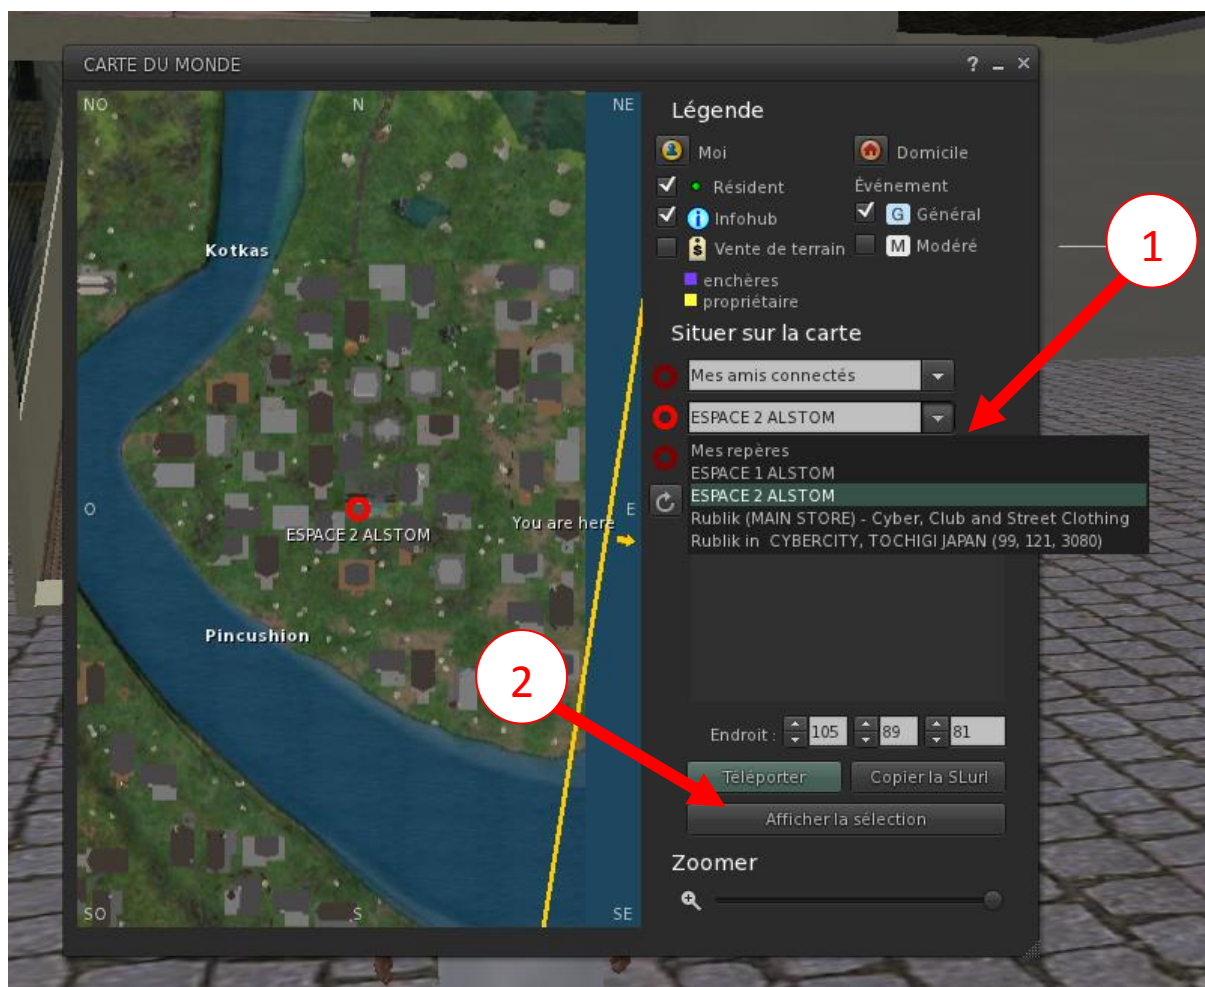 CARTE DU MONDE
? _ ×
NO
N
NE
Kotkas
O
E
ESPACE 2 ALSTOM
You are here
Pincushion
SO
S
SE
Légende
Moi
Domicile
Résident
Événement
Infohub
G Général
$ Vente de terrain
M Modéré
enchères
propriétaire
Situer sur la carte
Mes amis connectés
ESPACE 2 ALSTOM
Mes repères
ESPACE 1 ALSTOM
ESPACE 2 ALSTOM
Rublik (MAIN STORE) - Cyber, Club and Street Clothing
Rublik in CYBERCITY, TOCHIGI JAPAN (99, 121, 3080)
Endroit : 105 89 81
Téléporter
Copier la SLurl
Afficher la sélection
Zoomer
1
2